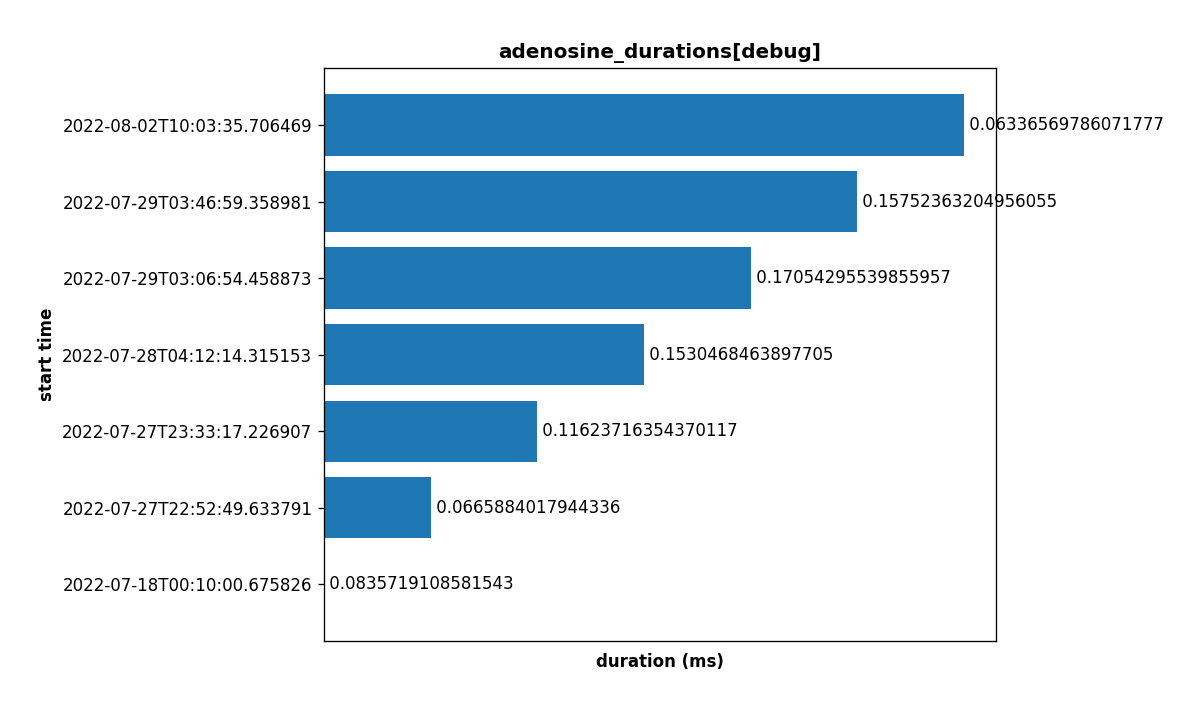 adenosine_durations[debug]
2022-08-02T10:03:35.706469 0.06336569786071777
2022-07-29T03:46:59.358981 0.15752363204956055
2022-07-29T03:06:54.458873 0.17054295539855957
2022-07-28T04:12:14.315153 0.1530468463897705
2022-07-27T23:33:17.226907 0.11623716354370117
2022-07-27T22:52:49.633791 0.0665884017944336
2022-07-18T00:10:00.675826 0.0835719108581543
start time
duration (ms)